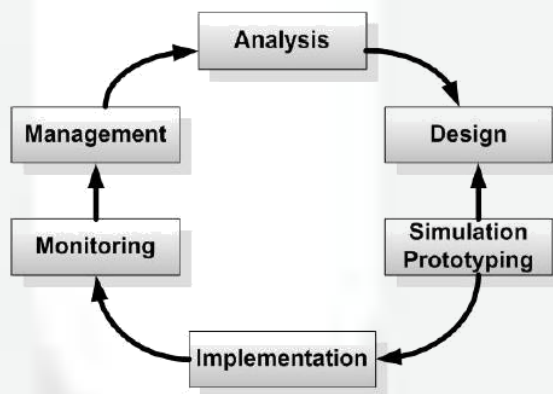 Analysis
Management
Design
Monitoring
Simulation
Prototyping
Implementation